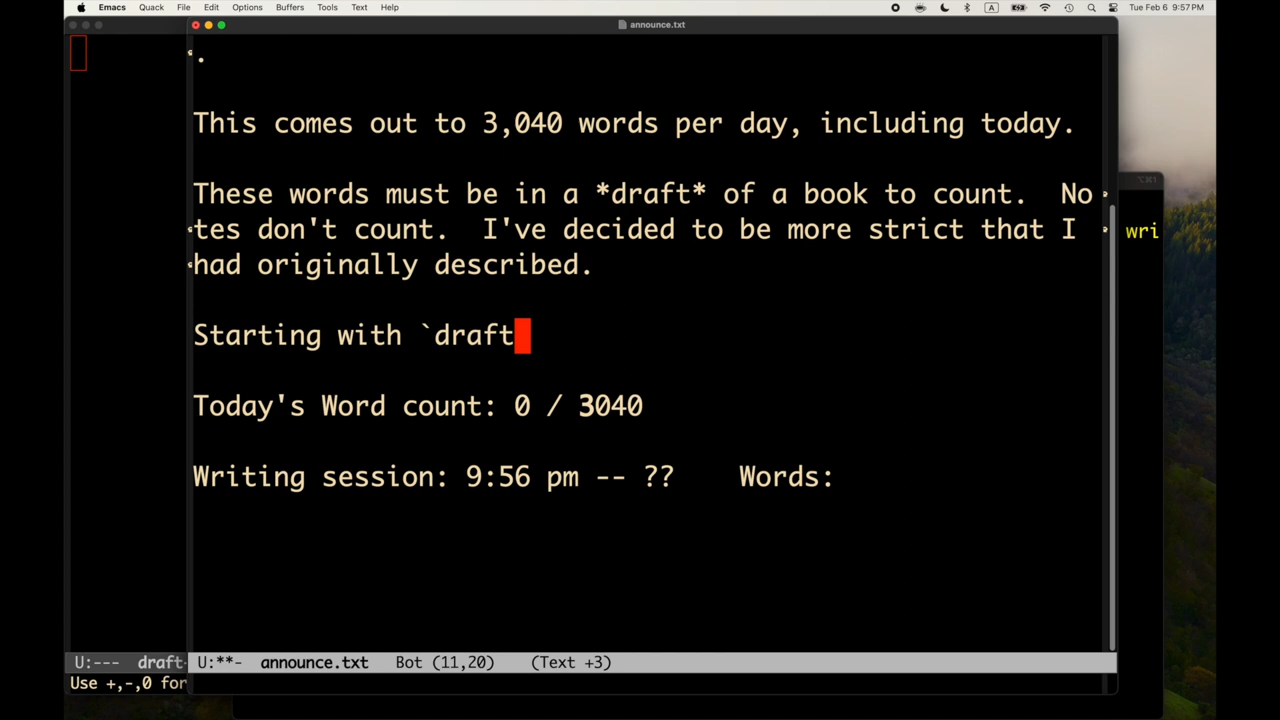 Emacs Quack File Edit Options Buffers Tools Text Help
A
Tue Feb 6 9:57 PM
announce.txt
.
This comes out to 3,040 words per day, including today.
These words must be in a *draft* of a book to count.  No
tes don't count.  I've decided to be more strict that I
had originally described.
Starting with `draft
Today's Word count: 0 / 3040
Writing session: 9:56 pm -- ??    Words:
wri
U:---  draft
U:**-  announce.txt   Bot (11,20)    (Text +3)
Use +,-,0 for